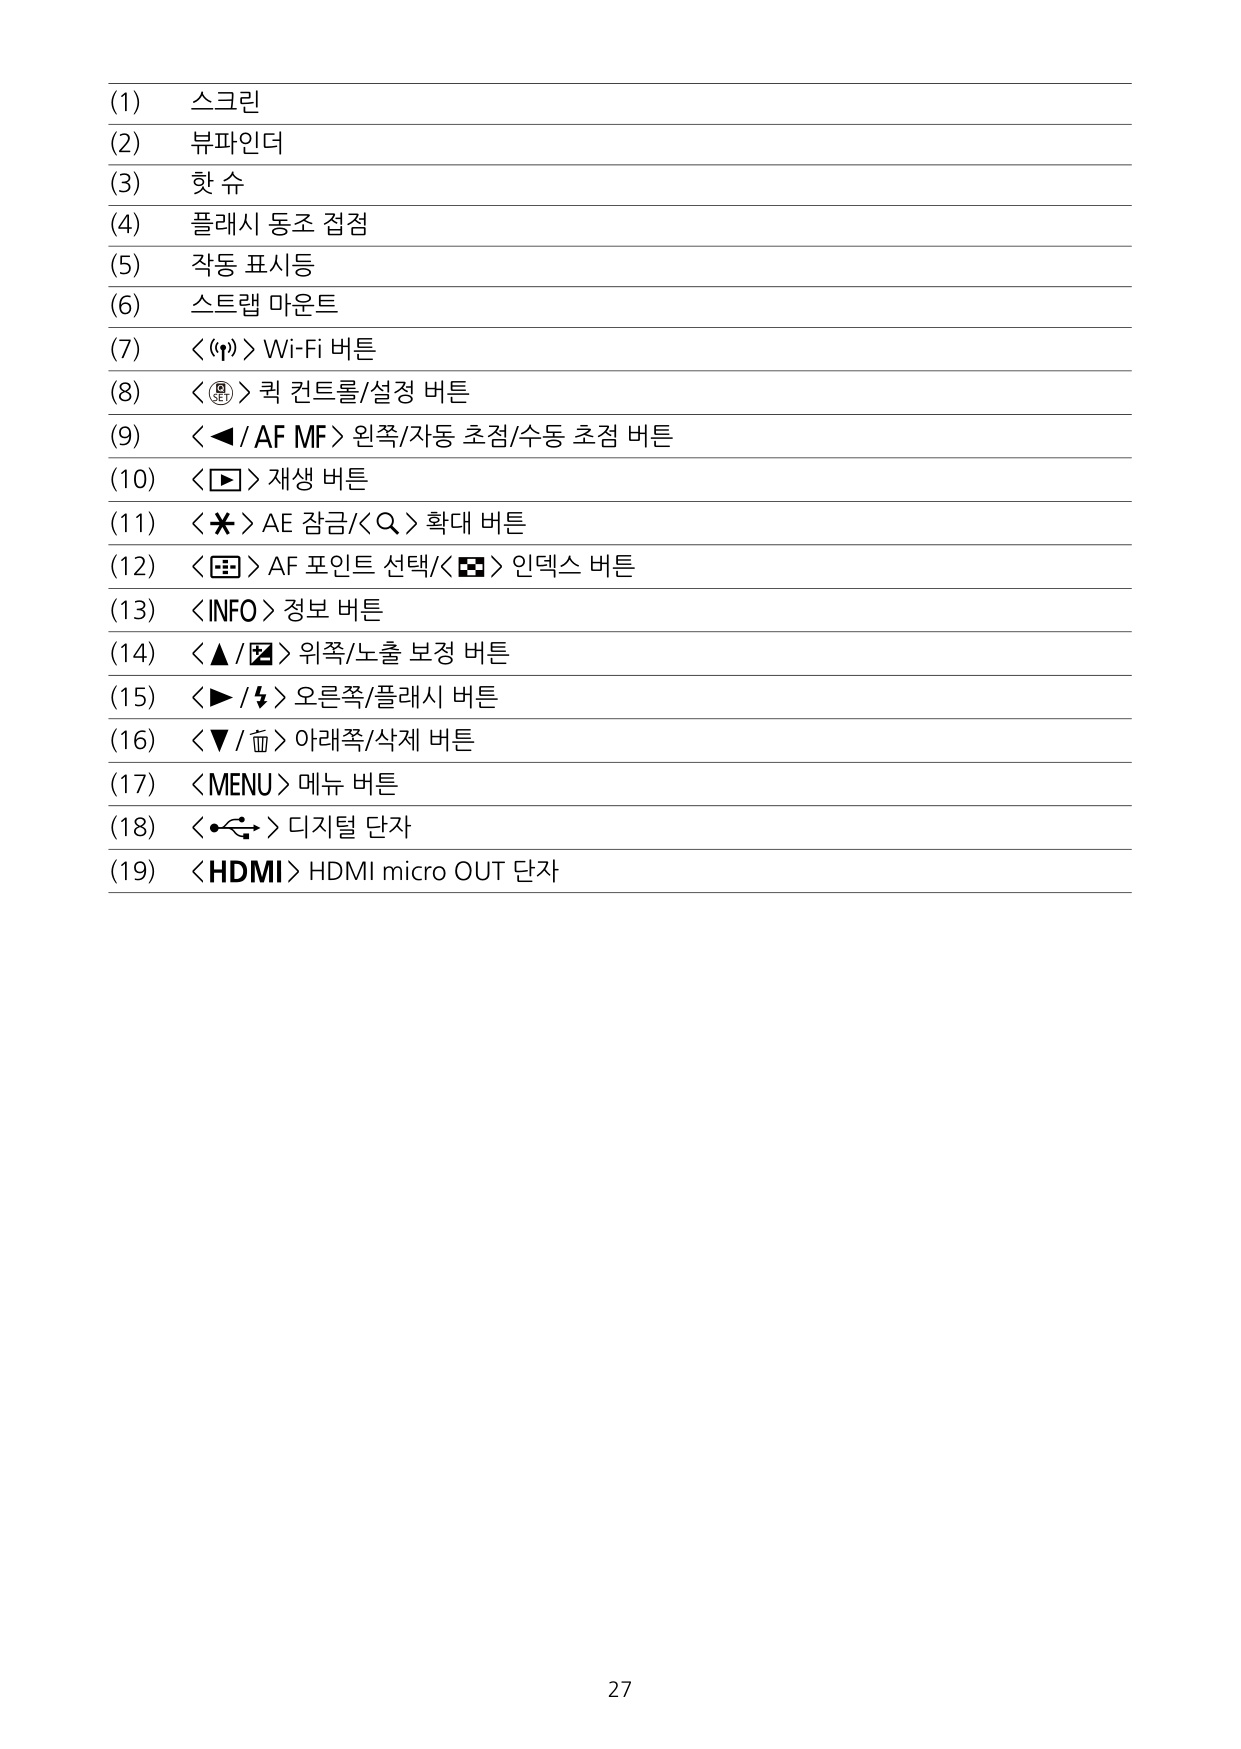 (1) 스크린
(2) 뷰파인더
(3) 핫 슈
(4) 플래시 동조 접점
(5) 작동 표시등
(6) 스트랩 마운트
(7) < > Wi-Fi 버튼
(8) <Q SET> 퀵 컨트롤/설정 버튼
(9) <◀/AF MF> 왼쪽/자동 초점/수동 초점 버튼
(10) <▶> 재생 버튼
(11) <✱> AE 잠금/<🔍> 확대 버튼
(12) < > AF 포인트 선택/< > 인덱스 버튼
(13) <INFO> 정보 버튼
(14) <▲/ > 위쪽/노출 보정 버튼
(15) <▶/ > 오른쪽/플래시 버튼
(16) <▼/ > 아래쪽/삭제 버튼
(17) <MENU> 메뉴 버튼
(18) < > 디지털 단자
(19) <HDMI> HDMI micro OUT 단자
27